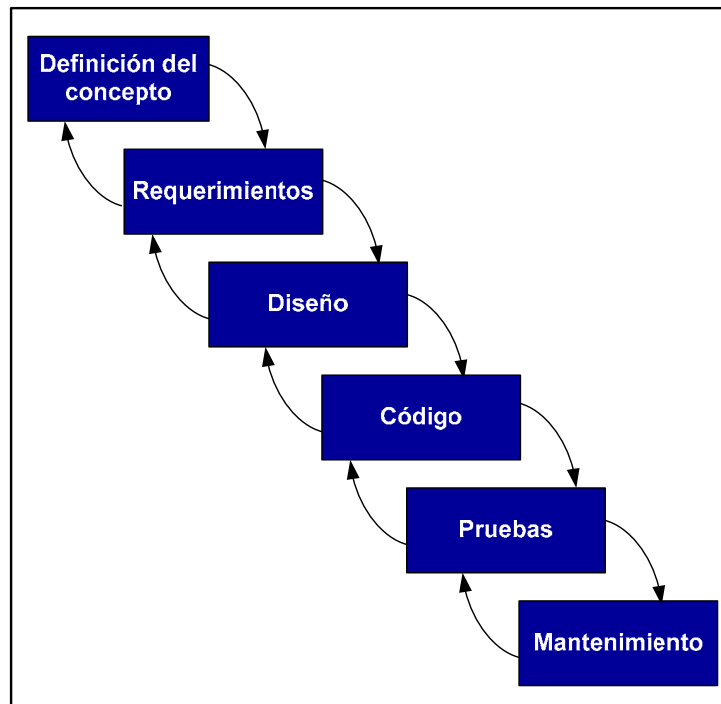 Definición del
concepto
Requerimientos
Diseño
Código
Pruebas
Mantenimiento